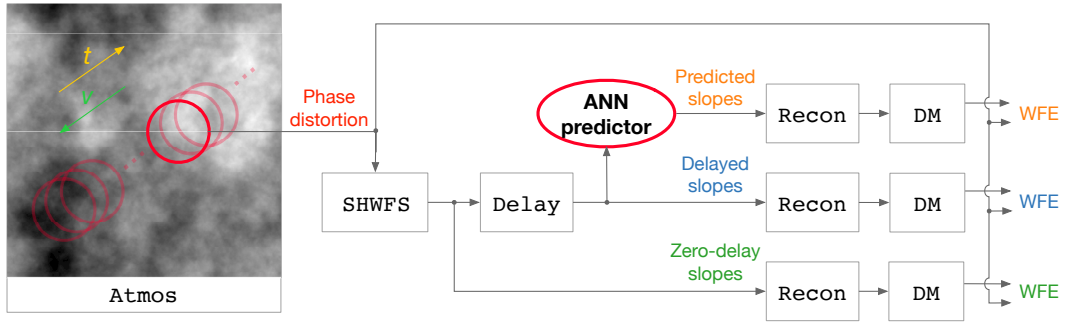 t
v
Atmos
Phase
distortion
SHWFS
Delay
ANN
predictor
Predicted
slopes
Recon
DM
WFE
Delayed
slopes
Recon
DM
WFE
Zero-delay
slopes
Recon
DM
WFE